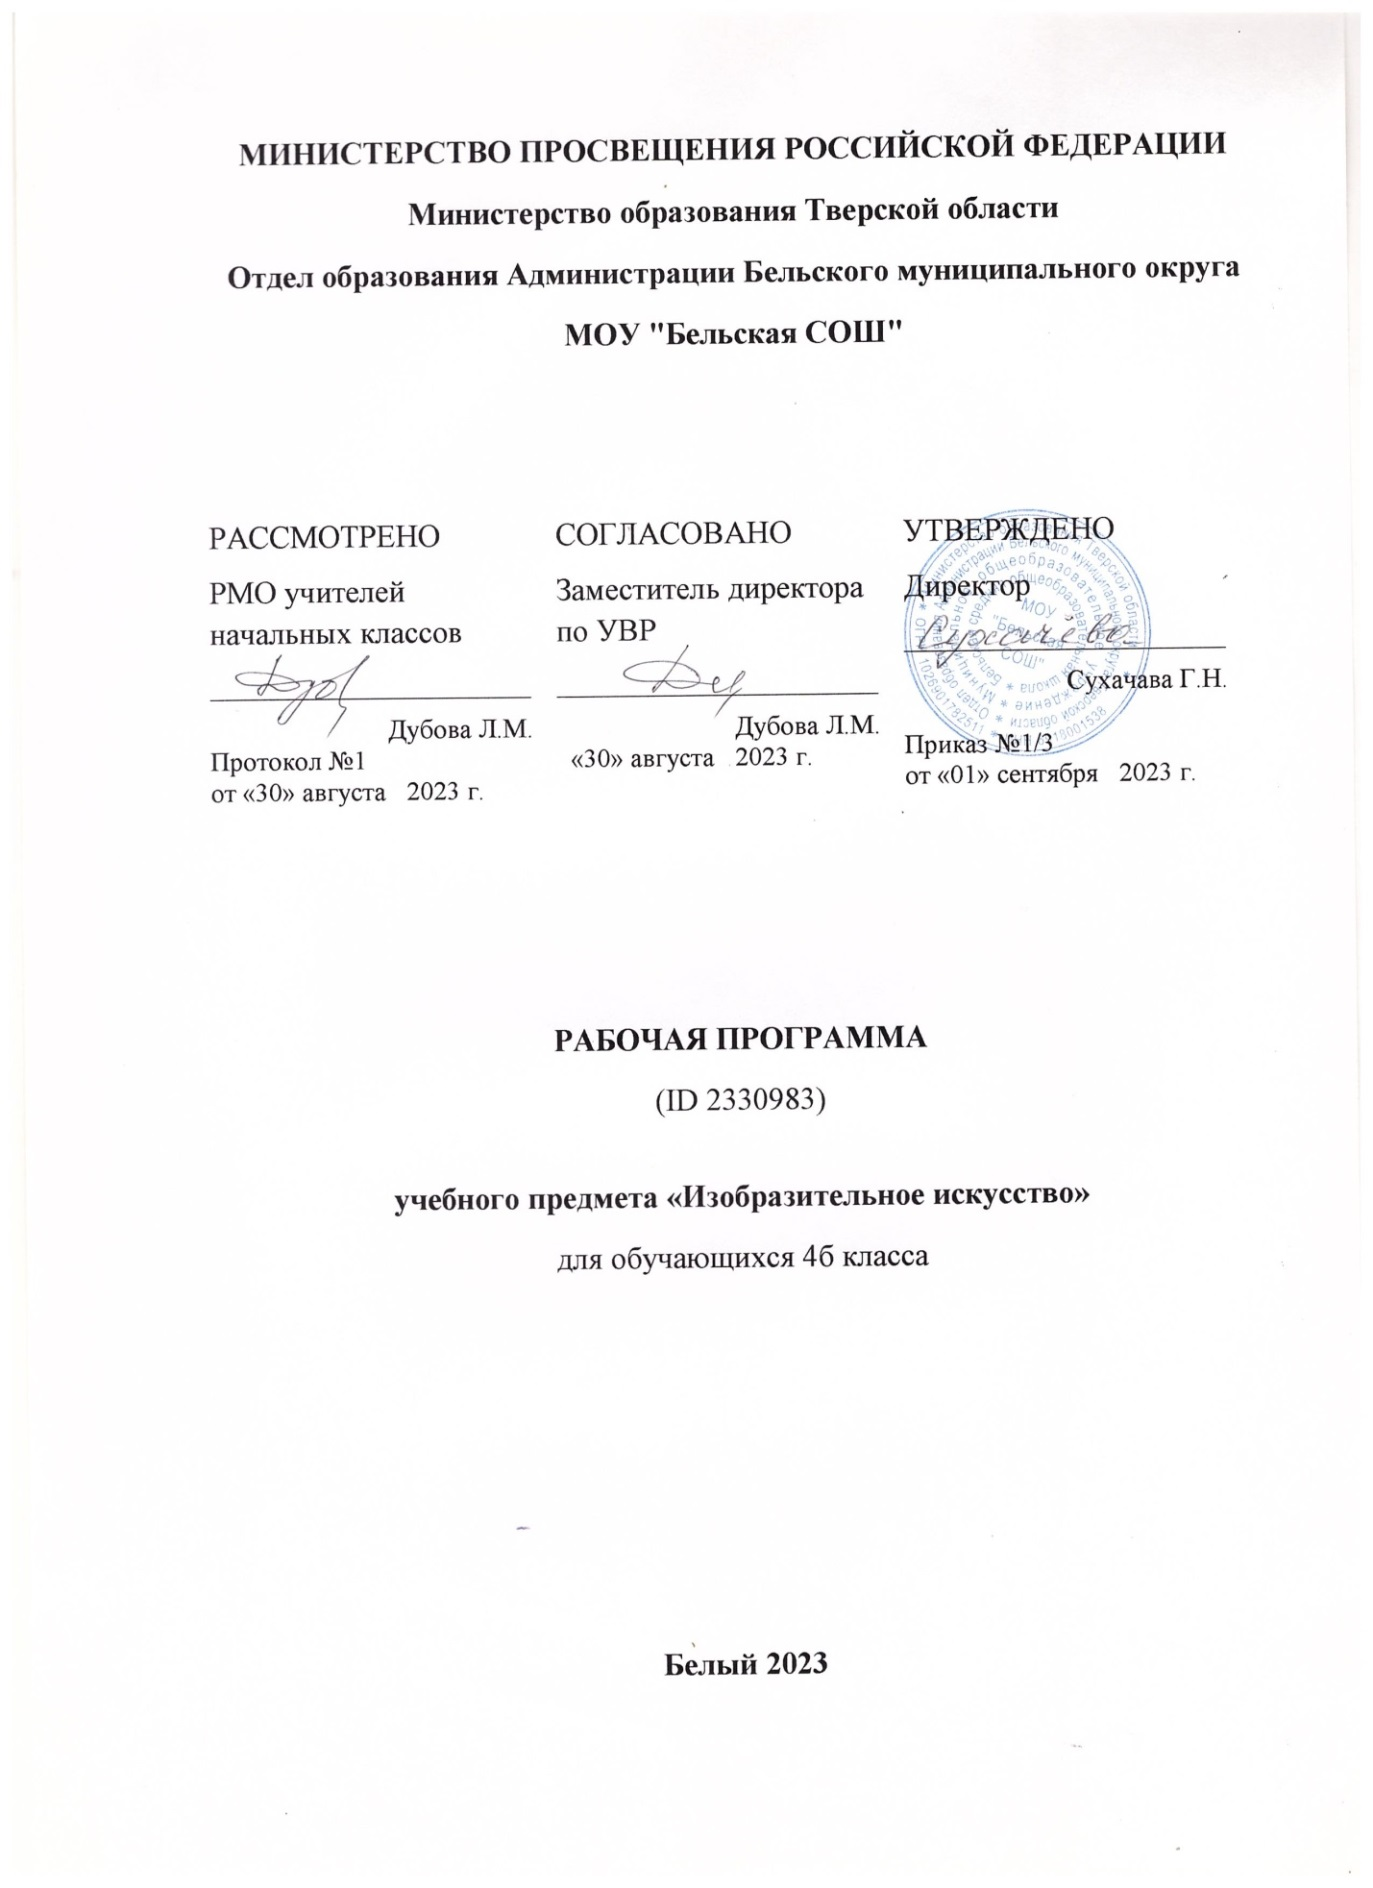 МИНИСТЕРСТВО ПРОСВЕЩЕНИЯ РОССИЙСКОЙ ФЕДЕРАЦИИ
Министерство образования Тверской области
Отдел образования Администрации Бельского муниципального округа
МОУ "Бельская СОШ"
РАССМОТРЕНО
РМО учителей
начальных классов
Дубова Л.М.
Протокол №1
от «30» августа 2023 г.
СОГЛАСОВАНО
Заместитель директора
по УВР
Дубова Л.М.
«30» августа 2023 г.
УТВЕРЖДЕНО
Директор
Сухачава Г.Н.
Приказ №1/3
от «01» сентября 2023 г.
МОУ
"Бельская
СОШ"
РАБОЧАЯ ПРОГРАММА
(ID 2330983)
учебного предмета «Изобразительное искусство»
для обучающихся 4б класса
Белый 2023